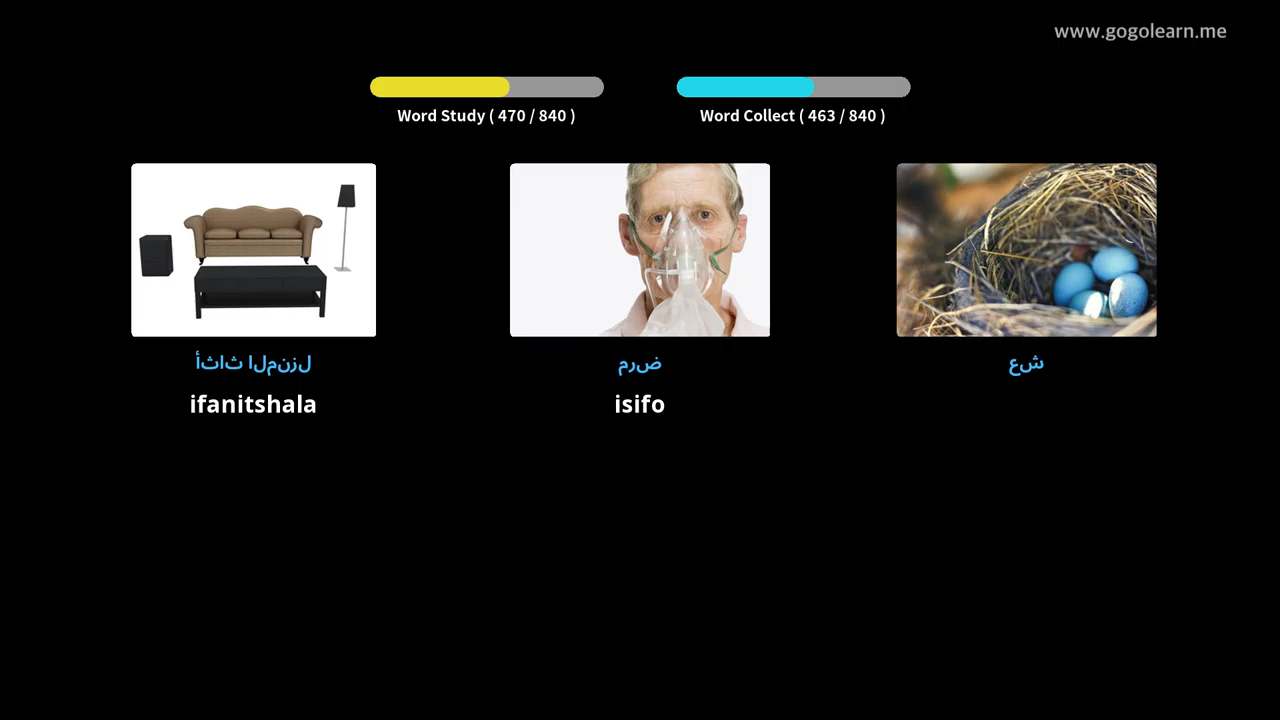 www.gogolearn.me
Word Study ( 470 / 840 )
Word Collect ( 463 / 840 )
أثاث المنزل
مرض
عش
ifanitshala
isifo